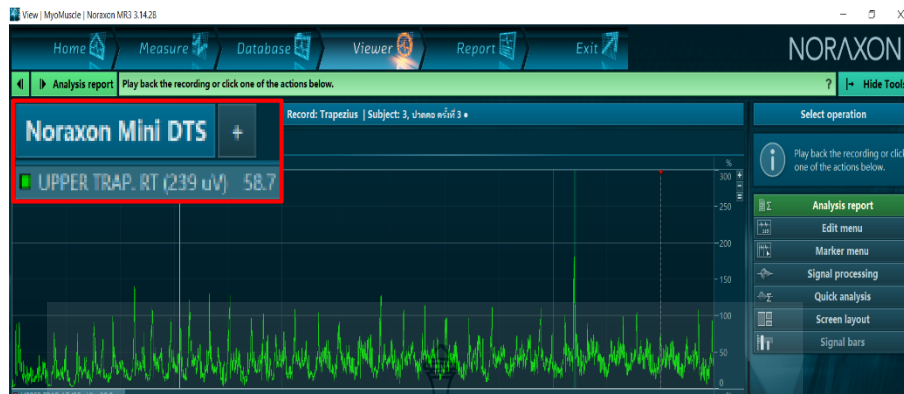 View | MyoMuscle | Noraxon MR3 3.14.28
Home Measure Database Viewer Report Exit NORAXON
Analysis report Play back the recording or click one of the actions below. ? Hide Tools
Noraxon Mini DTS +
Record: Trapezius | Subject: 3, ปวดคอ ครั้งที่ 3
UPPER TRAP. RT (239 uV) 58.7
%
300
250
200
150
100
50
0
Select operation
Play back the recording or click
one of the actions below.
Analysis report
Edit menu
Marker menu
Signal processing
Quick analysis
Screen layout
Signal bars